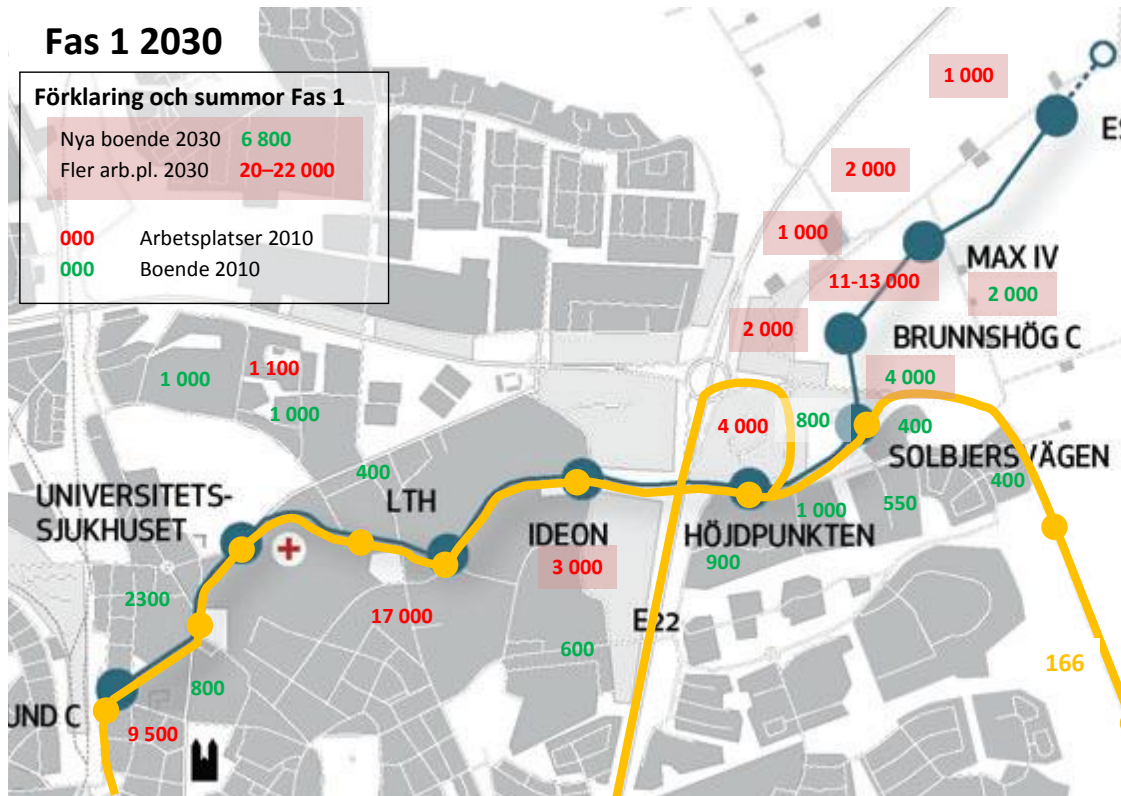 Fas 1 2030
Förklaring och summor Fas 1
Nya boende 2030 6 800
Fler arb.pl. 2030 20–22 000
000 Arbetsplatser 2010
000 Boende 2010
1 000
ES
2 000
1 000
MAX IV
11-13 000
2 000
2 000
BRUNNSHÖG C
1 100
1 000
4 000
1 000
4 000
800
400
SOLBJERSVÄGEN
400
400
UNIVERSITETS-
SJUKHUSET
LTH
IDEON
HÖJDPUNKTEN
1 000
550
900
3 000
2300
17 000
E22
600
166
800
UND C
9 500